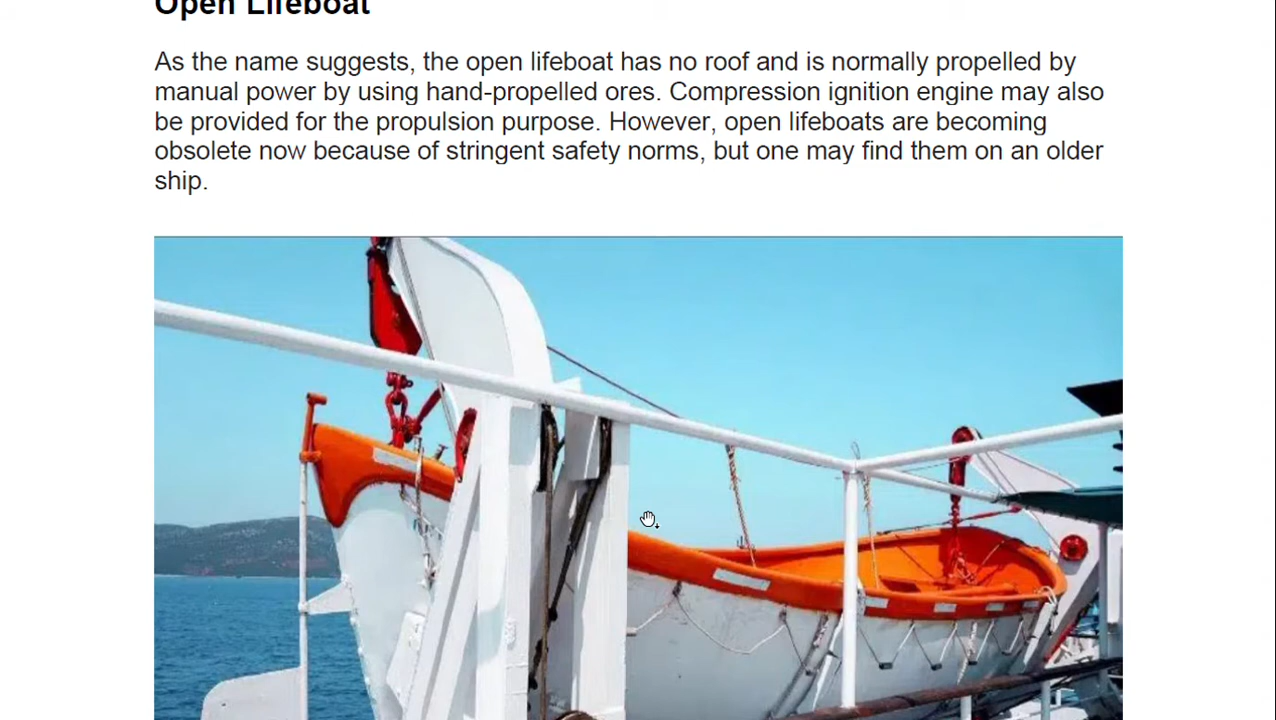 Open Lifeboat
As the name suggests, the open lifeboat has no roof and is normally propelled by
manual power by using hand-propelled ores. Compression ignition engine may also
be provided for the propulsion purpose. However, open lifeboats are becoming
obsolete now because of stringent safety norms, but one may find them on an older
ship.